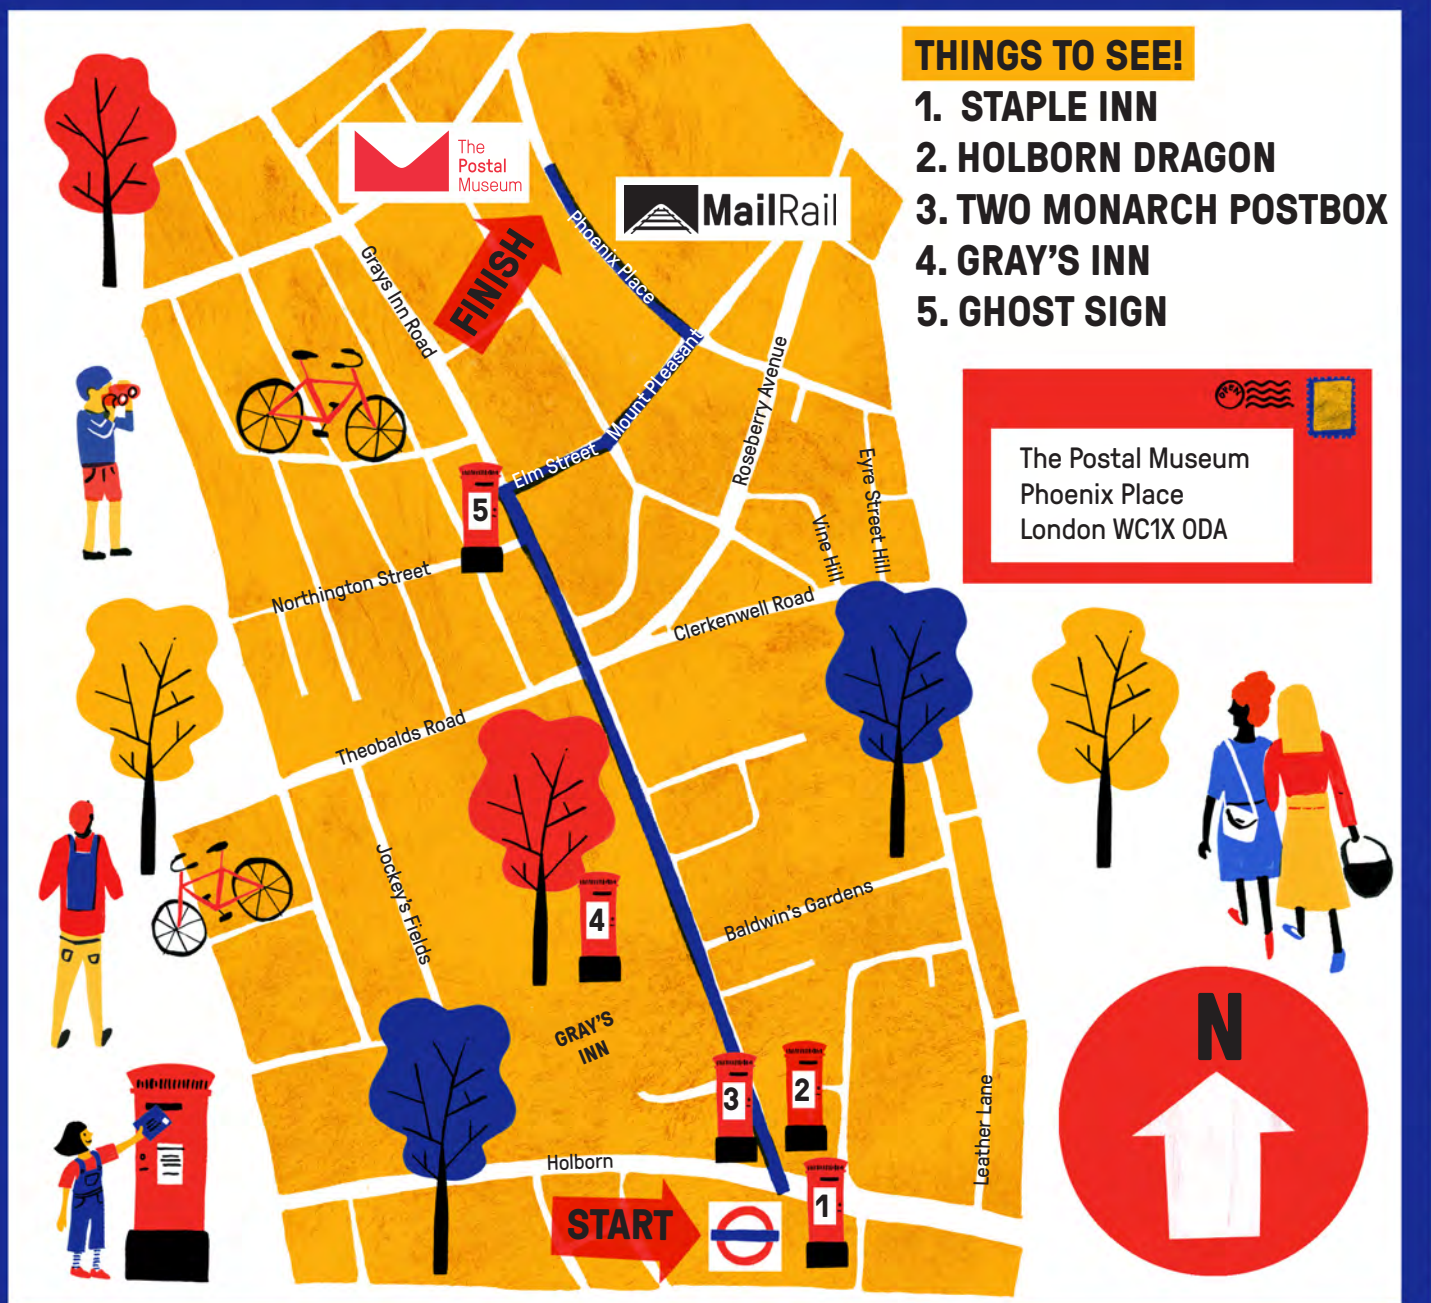 THINGS TO SEE!
1. STAPLE INN
2. HOLBORN DRAGON
3. TWO MONARCH POSTBOX
4. GRAY'S INN
5. GHOST SIGN
The
Postal
Museum
MailRail
Phoenix Place
Grays Inn Road
FINISH
Mount PLeasant
Roseberry Avenue
Elm Street
Eyre Street Hill
Vine Hill
5
The Postal Museum
Phoenix Place
London WC1X 0DA
Northington Street
Clerkenwell Road
Theobalds Road
Jockey's Fields
4
Baldwin's Gardens
GRAY'S
INN
N
3
2
Leather Lane
Holborn
1
START